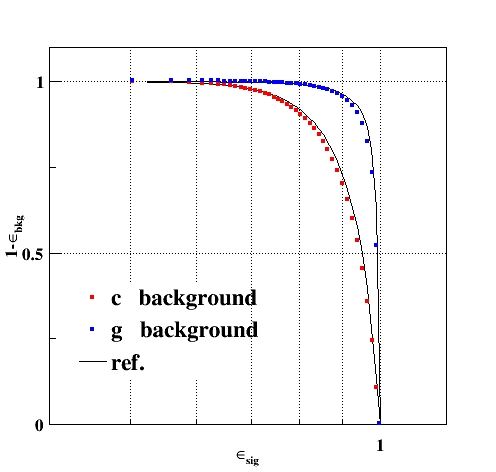 1
1-ϵbkg
0.5
c background
g background
ref.
0
1
ϵsig